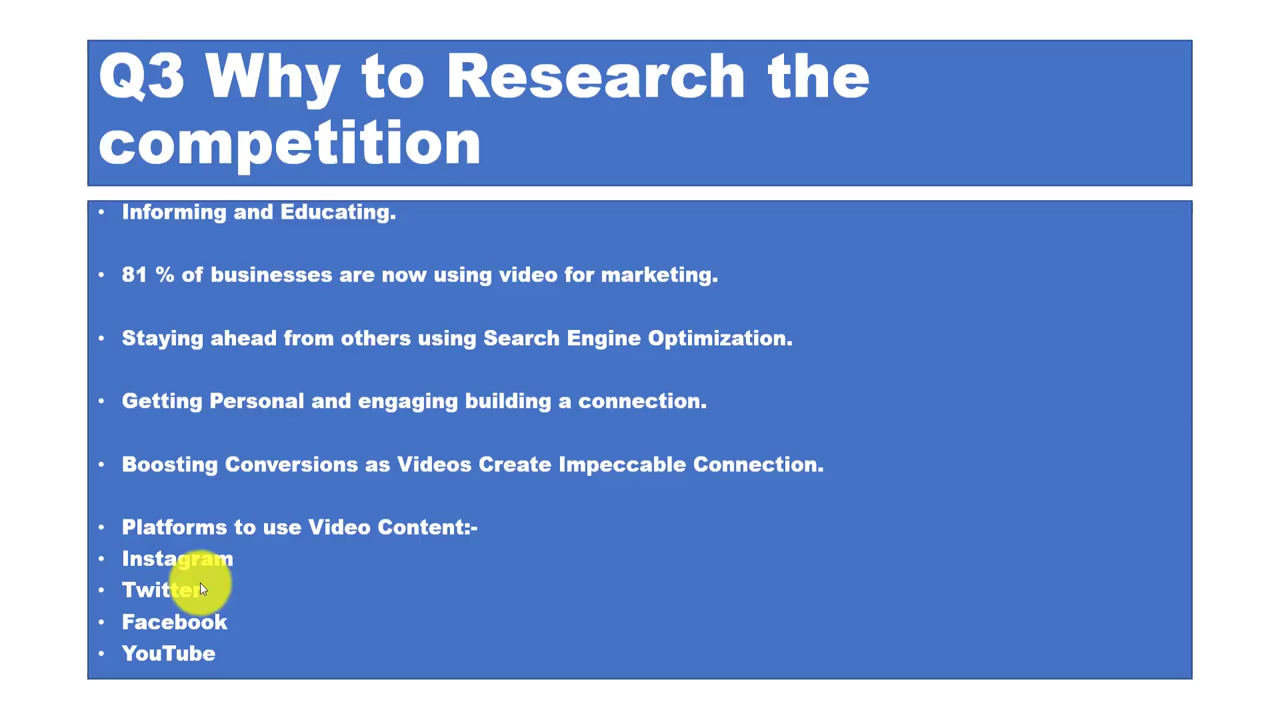 Q3 Why to Research the
competition
• Informing and Educating.
• 81 % of businesses are now using video for marketing.
• Staying ahead from others using Search Engine Optimization.
• Getting Personal and engaging building a connection.
• Boosting Conversions as Videos Create Impeccable Connection.
• Platforms to use Video Content:-
• Instagram
• Twitter
• Facebook
• YouTube